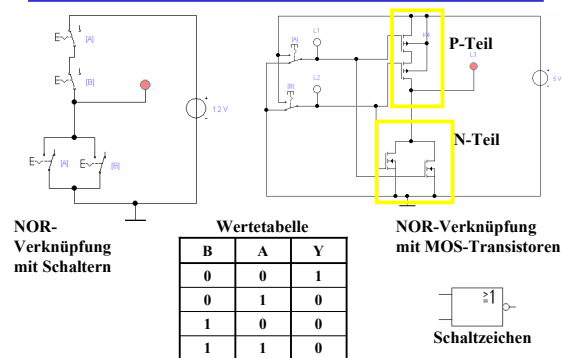 [A]
[B]
12 V
[A]
[B]
[A]
L1
[B]
L2
P-Teil
L3
5 V
N-Teil
NOR-
Verknüpfung
mit Schaltern
Wertetabelle
B A Y
0 0 1
0 1 0
1 0 0
1 1 0
NOR-Verknüpfung
mit MOS-Transistoren
≥1
Schaltzeichen